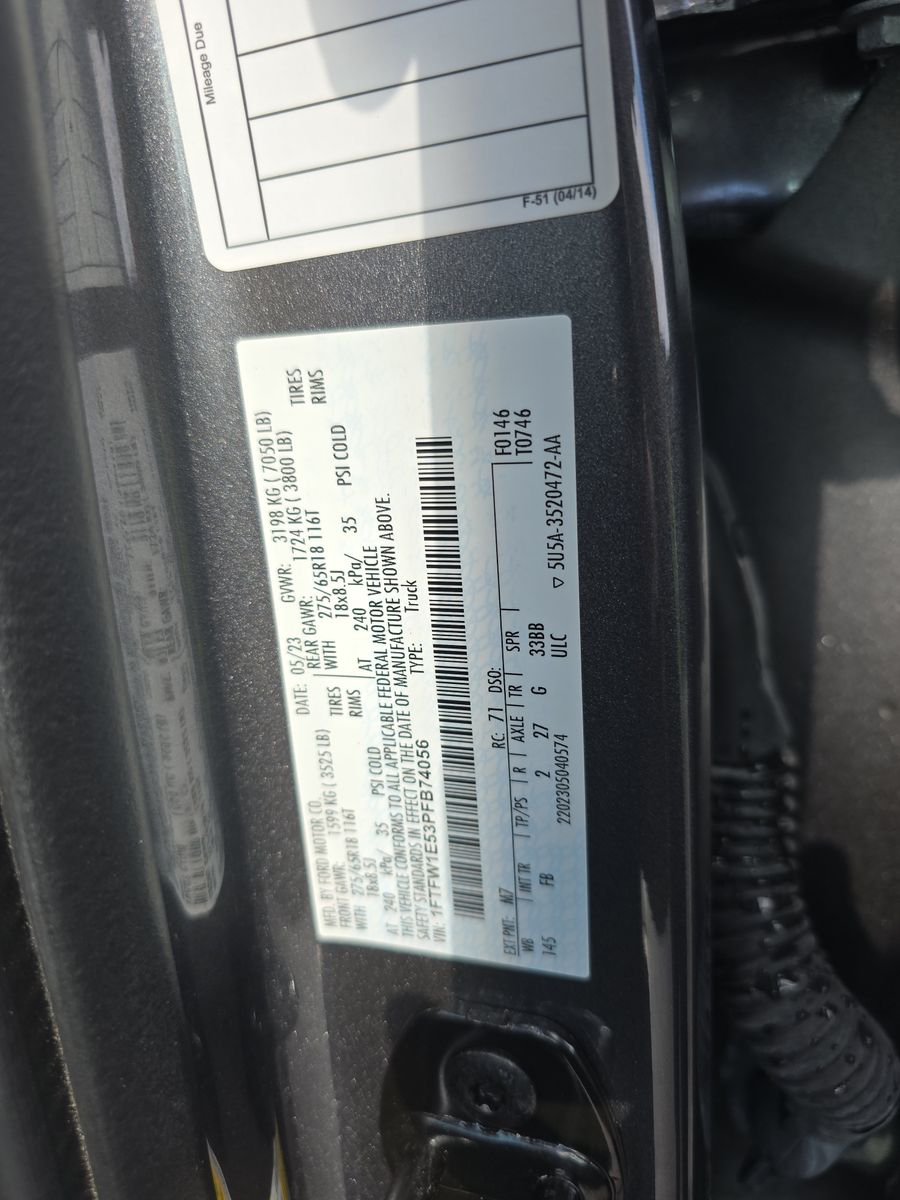 Mileage Due
F-51 (04/14)
MFD. BY FORD MOTOR CO.
DATE: 05/23 GVWR: 3198 KG ( 7050 LB)
FRONT GAWR: 1599 KG ( 3525 LB) REAR GAWR: 1724 KG ( 3800 LB)
WITH 275/65R18 116T TIRES WITH 275/65R18 116T TIRES
18x8.5J RIMS 18x8.5J RIMS
AT 240 kPa/ 35 PSI COLD AT 240 kPa/ 35 PSI COLD
THIS VEHICLE CONFORMS TO ALL APPLICABLE FEDERAL MOTOR VEHICLE
SAFETY STANDARDS IN EFFECT ON THE DATE OF MANUFACTURE SHOWN ABOVE.
VIN: 1FTFW1E53PFB74056 TYPE: Truck
EXT PNT: M7 RC: 71 DSO: F0146
WB INT TR TP/PS R AXLE TR SPR T0746
145 FB 2 27 G 33BB
2202305040574 ULC ▽ 5U5A-3520472-AA